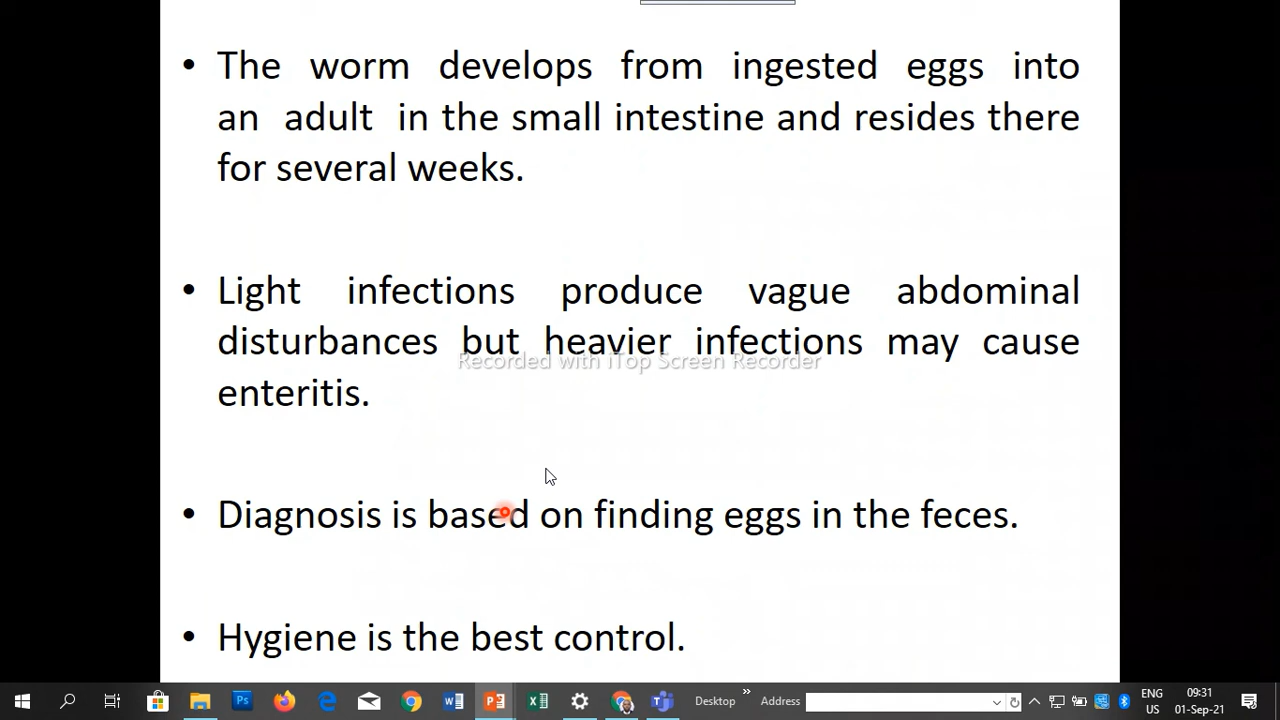 • The worm develops from ingested eggs into
an adult in the small intestine and resides there
for several weeks.
• Light infections produce vague abdominal
disturbances but heavier infections may cause
Recorded with iTop Screen Recorder
enteritis.
• Diagnosis is based on finding eggs in the feces.
• Hygiene is the best control.
Desktop » Address ENG 09:31
US 01-Sep-21